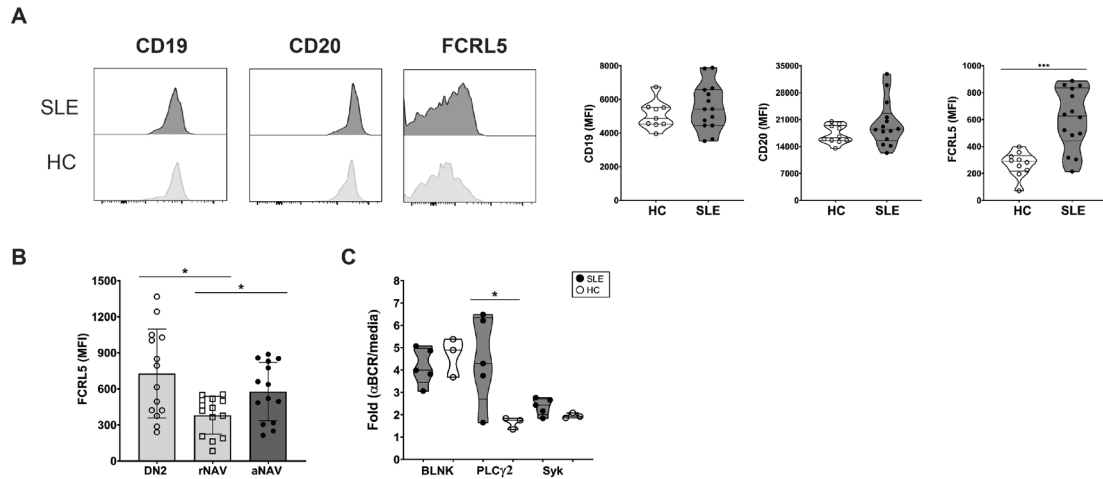 A
CD19 CD20 FCRL5
SLE
HC
CD19 (MFI)
8000
6000
4000
2000
0
HC SLE
CD20 (MFI)
35000
28000
21000
14000
7000
0
HC SLE
FCRL5 (MFI)
1000
800
600
400
200
0
***
HC SLE
B
FCRL5 (MFI)
1500
1200
900
600
300
0
*
*
DN2 rNAV aNAV
C
Fold (αBCR/media)
8
7
6
5
4
3
2
1
0
*
SLE
HC
BLNK PLCγ2 Syk